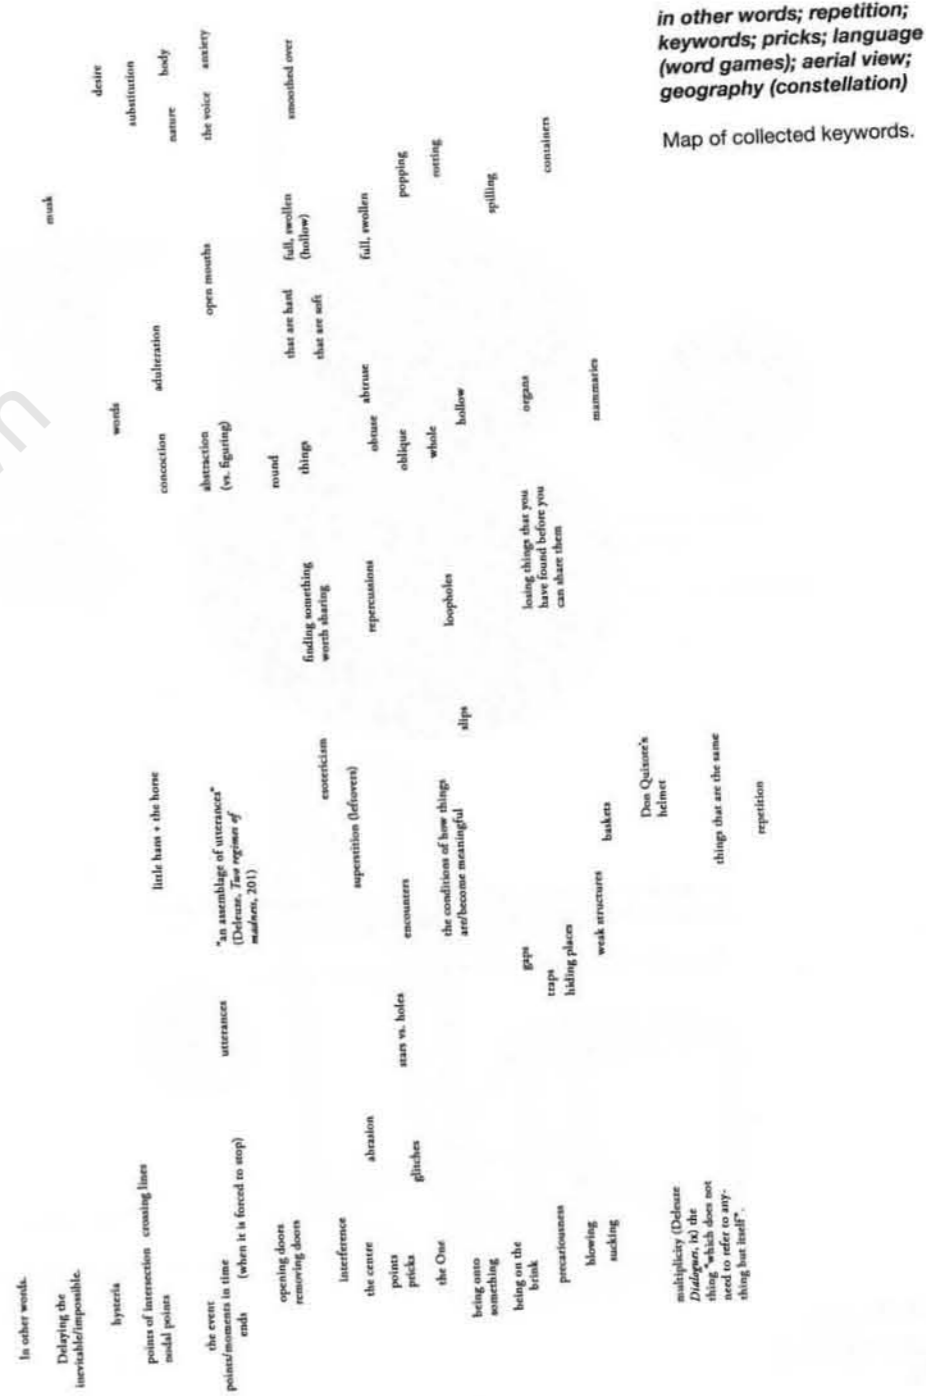 in other words; repetition;
keywords; pricks; language
(word games); aerial view;
geography (constellation)
Map of collected keywords.
In other words.
Delaying the
inevitable/impossible.
musk
hysteria
words
desire
points of intersection crossing lines
nodal points
little hans + the horse
concoction
adulteration
substitution
nature
body
the event
points/moments in time
ends (when it is forced to stop)
utterances
"an assemblage of utterances"
(Deleuze, Two regimes of
madness, 201)
abstraction
(vs. figuring)
open mouths
the voice
anxiety
opening doors
removing doors
finding something
worth sharing
round
things
that are hard
that are soft
full, swollen
(hollow)
smoothed over
interference
esotericism
the centre
abrasion
superstition (leftovers)
repercussions
obtuse
abtruse
full, swollen
points
pricks
glitches
stars vs. holes
encounters
oblique
popping
the One
the conditions of how things
are/become meaningful
slips
loopholes
whole
hollow
rotting
being onto
something
spilling
being on the
brink
gaps
losing things that you
have found before you
can share them
organs
containers
precariousness
traps
hiding places
blowing
sucking
weak structures
baskets
mammaries
Don Quixote's
helmet
multiplicity (Deleuze
Dialogues, ix) the
thing "which does not
need to refer to any-
thing but itself".
things that are the same
repetition